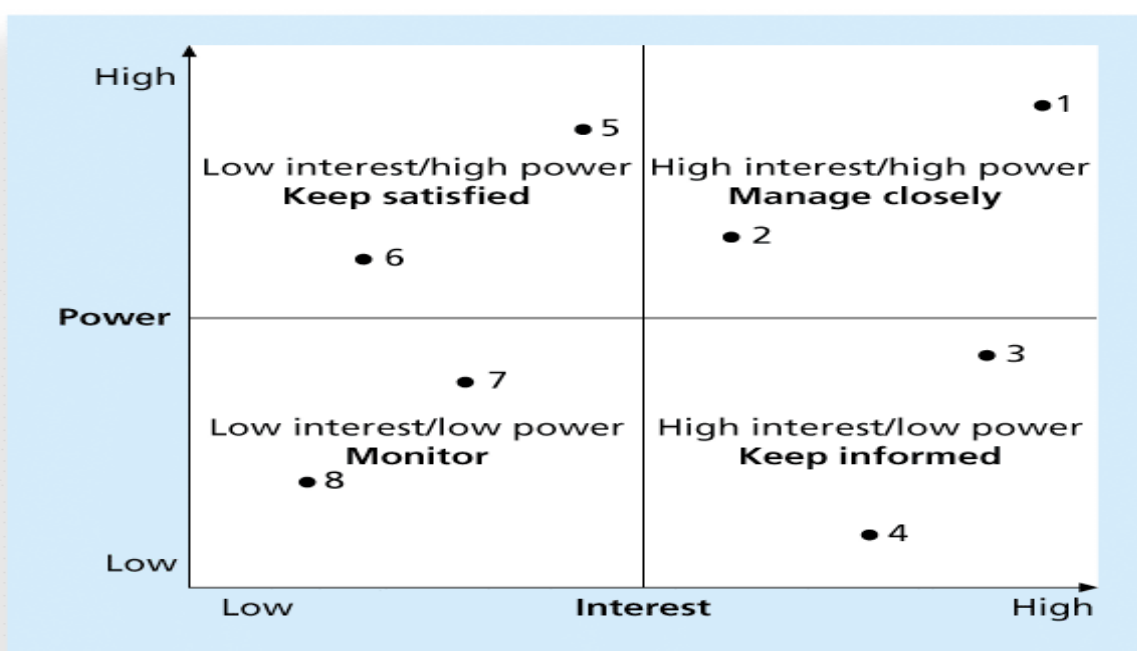 High
1
5
Low interest/high power
Keep satisfied
High interest/high power
Manage closely
2
6
Power
3
7
Low interest/low power
Monitor
High interest/low power
Keep informed
8
4
Low
Low
Interest
High